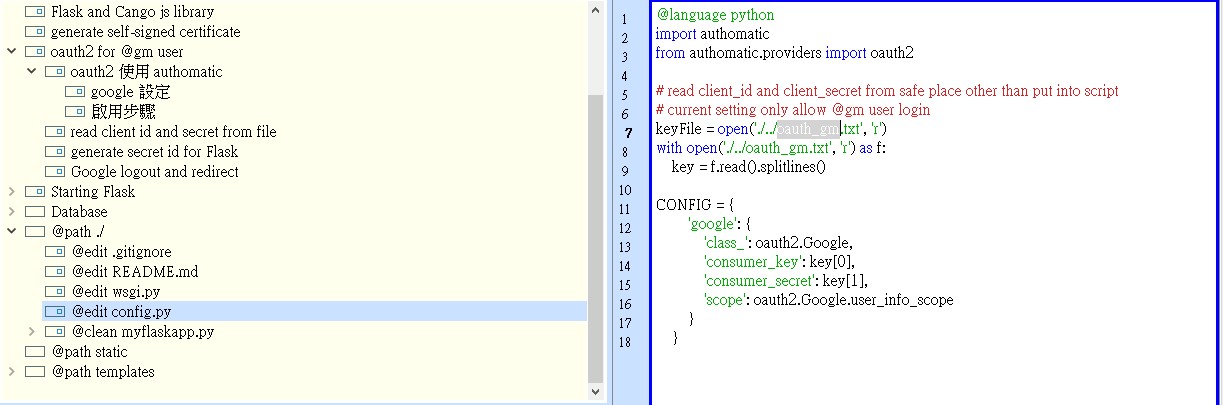 Flask and Cango js library
generate self-signed certificate
oauth2 for @gm user
oauth2 使用 authomatic
google 設定
啟用步驟
read client id and secret from file
generate secret id for Flask
Google logout and redirect
Starting Flask
Database
@path ./
@edit .gitignore
@edit README.md
@edit wsgi.py
@edit config.py
@clean myflaskapp.py
@path static
@path templates
1 @language python
2 import authomatic
3 from authomatic.providers import oauth2
4
5 # read client_id and client_secret from safe place other than put into script
6 # current setting only allow @gm user login
7 keyFile = open('./../oauth_gm.txt', 'r')
8 with open('./../oauth_gm.txt', 'r') as f:
9 key = f.read().splitlines()
10
11 CONFIG = {
12 'google': {
13 'class_': oauth2.Google,
14 'consumer_key': key[0],
15 'consumer_secret': key[1],
16 'scope': oauth2.Google.user_info_scope
17 }
18 }